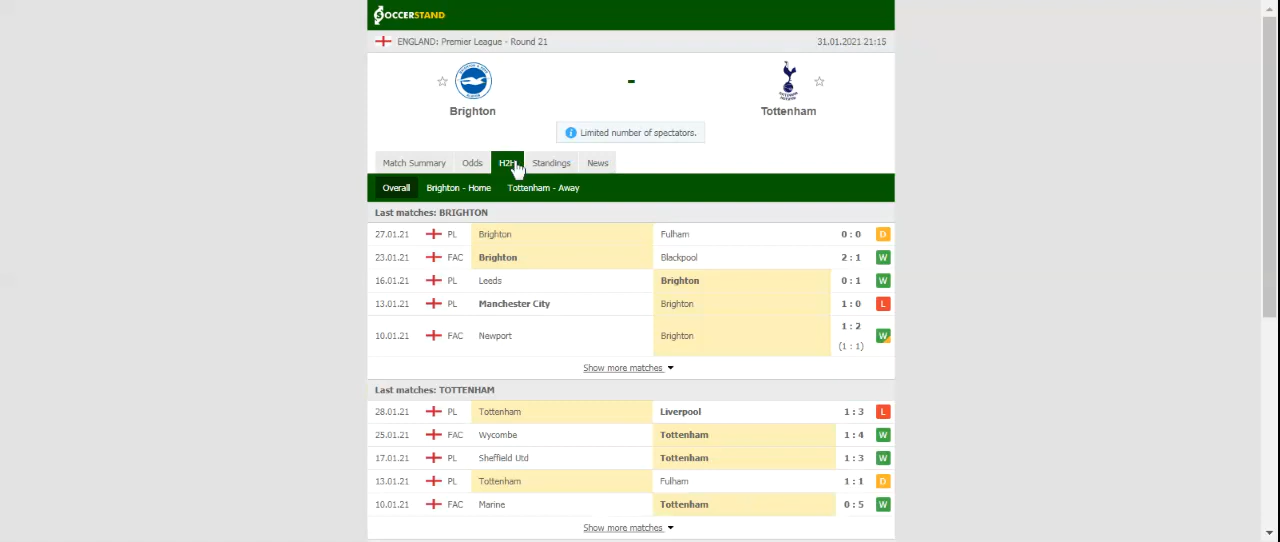 SOCCERSTAND
ENGLAND: Premier League - Round 21 31.01.2021 21:15
-
Brighton Tottenham
Limited number of spectators.
Match Summary Odds H2H Standings News
Overall Brighton - Home Tottenham - Away
Last matches: BRIGHTON
27.01.21 PL Brighton Fulham 0 : 0 D
23.01.21 FAC Brighton Blackpool 2 : 1 W
16.01.21 PL Leeds Brighton 0 : 1 W
13.01.21 PL Manchester City Brighton 1 : 0 L
10.01.21 FAC Newport Brighton 1 : 2 (1 : 1) W
Show more matches
Last matches: TOTTENHAM
28.01.21 PL Tottenham Liverpool 1 : 3 L
25.01.21 FAC Wycombe Tottenham 1 : 4 W
17.01.21 PL Sheffield Utd Tottenham 1 : 3 W
13.01.21 PL Tottenham Fulham 1 : 1 D
10.01.21 FAC Marine Tottenham 0 : 5 W
Show more matches